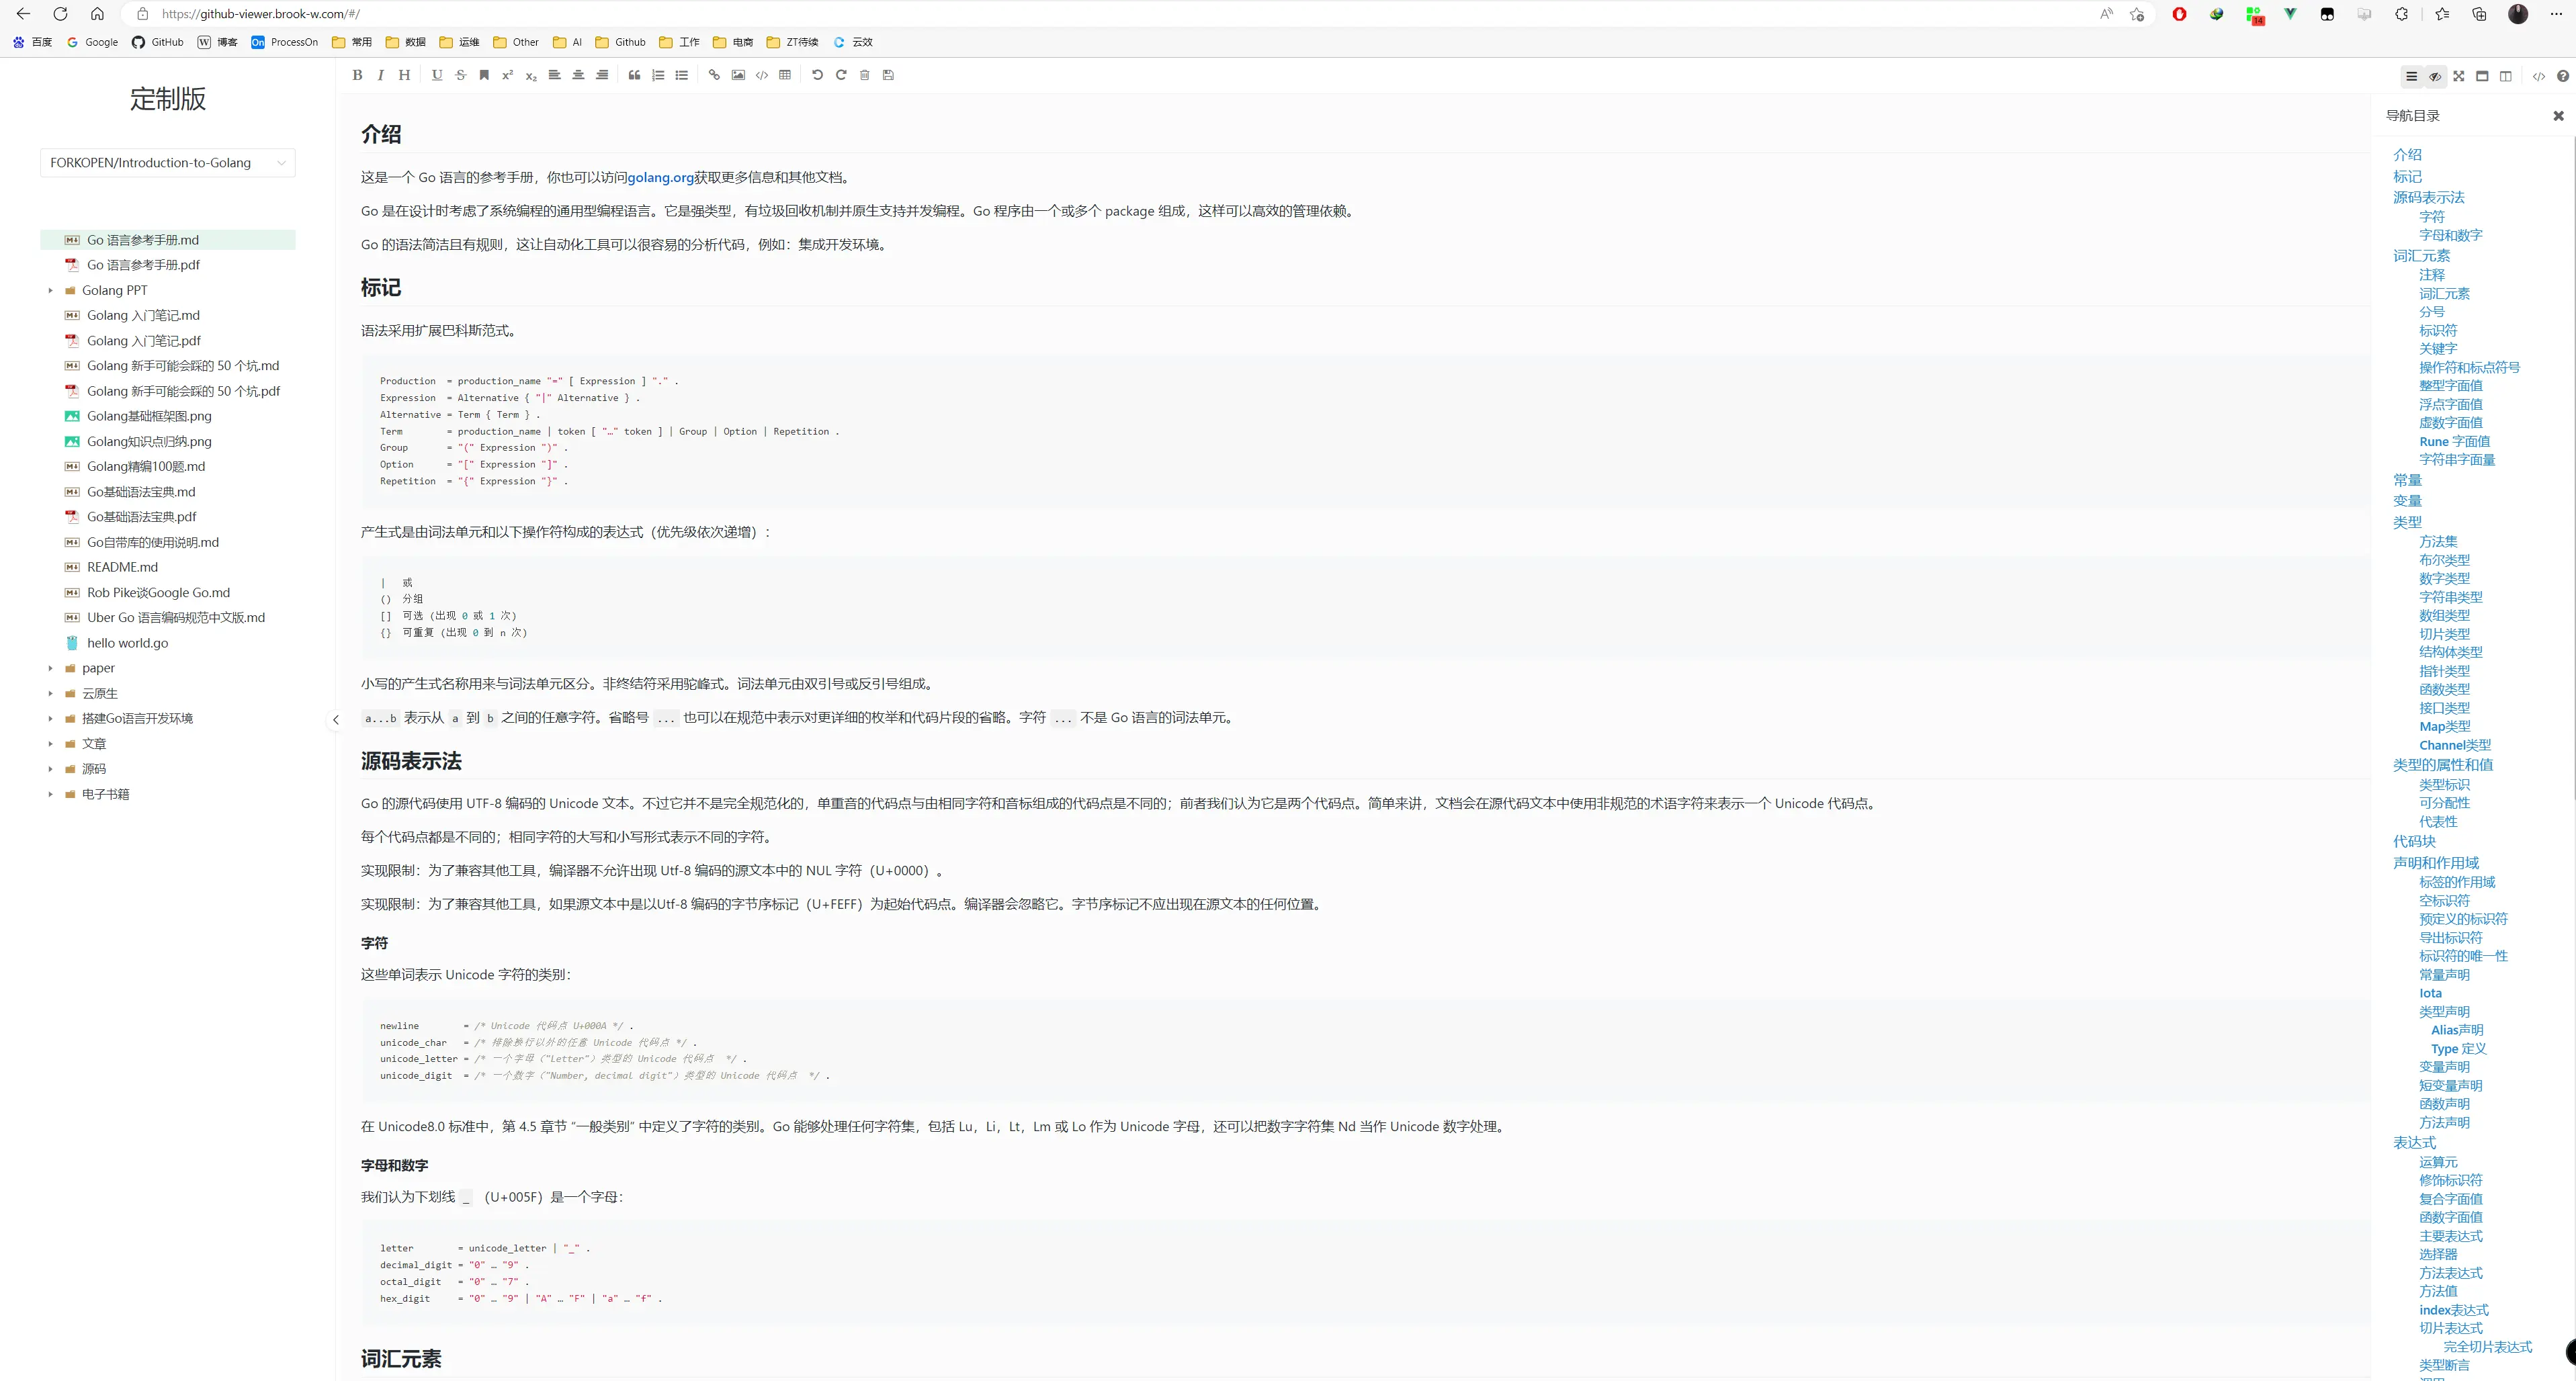 https://github-viewer.brook-w.com/#/
百度 Google GitHub 博客 ProcessOn 常用 数据 运维 Other AI Github 工作 电商 ZT待续 云效
定制版
FORKOPEN/Introduction-to-Golang
Go 语言参考手册.md
Go 语言参考手册.pdf
Golang PPT
Golang 入门笔记.md
Golang 入门笔记.pdf
Golang 新手可能会踩的 50 个坑.md
Golang 新手可能会踩的 50 个坑.pdf
Golang基础框架图.png
Golang知识点归纳.png
Golang精编100题.md
Go基础语法宝典.md
Go基础语法宝典.pdf
Go自带库的使用说明.md
README.md
Rob Pike谈Google Go.md
Uber Go 语言编码规范中文版.md
hello world.go
paper
云原生
搭建Go语言开发环境
文章
源码
电子书籍
介绍
这是一个 Go 语言的参考手册，你也可以访问golang.org获取更多信息和其他文档。
Go 是在设计时考虑了系统编程的通用型编程语言。它是强类型，有垃圾回收机制并原生支持并发编程。Go 程序由一个或多个 package 组成，这样可以高效的管理依赖。
Go 的语法简洁且有规则，这让自动化工具可以很容易的分析代码，例如：集成开发环境。
标记
语法采用扩展巴科斯范式。
Production  = production_name "=" [ Expression ] "." .
Expression  = Alternative { "|" Alternative } .
Alternative = Term { Term } .
Term        = production_name | token [ "…" token ] | Group | Option | Repetition .
Group       = "(" Expression ")" .
Option      = "[" Expression "]" .
Repetition  = "{" Expression "}" .
产生式是由词法单元和以下操作符构成的表达式（优先级依次递增）：
|   或
()  分组
[]  可选 (出现 0 或 1 次)
{}  可重复 (出现 0 到 n 次)
小写的产生式名称用来与词法单元区分。非终结符采用驼峰式。词法单元由双引号或反引号组成。
a...b 表示从 a 到 b 之间的任意字符。省略号 ... 也可以在规范中表示对更详细的枚举和代码片段的省略。字符 ... 不是 Go 语言的词法单元。
源码表示法
Go 的源代码使用 UTF-8 编码的 Unicode 文本。不过它并不是完全规范化的，单重音的代码点与由相同字符和音标组成的代码点是不同的；前者我们认为它是两个代码点。简单来讲，文档会在源代码文本中使用非规范的术语字符来表示一个 Unicode 代码点。
每个代码点都是不同的；相同字符的大写和小写形式表示不同的字符。
实现限制：为了兼容其他工具，编译器不允许出现 Utf-8 编码的源文本中的 NUL 字符（U+0000）。
实现限制：为了兼容其他工具，如果源文本中是以Utf-8 编码的字节序标记（U+FEFF）为起始代码点。编译器会忽略它。字节序标记不应出现在源文本的任何位置。
字符
这些单词表示 Unicode 字符的类别：
newline        = /* Unicode 代码点 U+000A */ .
unicode_char   = /* 排除换行以外的任意 Unicode 代码点 */ .
unicode_letter = /* 一个字母（"Letter"）类型的 Unicode 代码点  */ .
unicode_digit  = /* 一个数字（"Number, decimal digit"）类型的 Unicode 代码点  */ .
在 Unicode8.0 标准中，第 4.5 章节 “一般类别” 中定义了字符的类别。Go 能够处理任何字符集，包括 Lu，Li，Lt，Lm 或 Lo 作为 Unicode 字母，还可以把数字字符集 Nd 当作 Unicode 数字处理。
字母和数字
我们认为下划线 _ （U+005F）是一个字母：
letter        = unicode_letter | "_" .
decimal_digit = "0" … "9" .
octal_digit   = "0" … "7" .
hex_digit     = "0" … "9" | "A" … "F" | "a" … "f" .
词汇元素
导航目录
介绍
标记
源码表示法
字符
字母和数字
词汇元素
注释
词汇元素
分号
标识符
关键字
操作符和标点符号
整型字面值
浮点字面值
虚数字面值
Rune 字面值
字符串字面量
常量
变量
类型
方法集
布尔类型
数字类型
字符串类型
数组类型
切片类型
结构体类型
指针类型
函数类型
接口类型
Map类型
Channel类型
类型的属性和值
类型标识
可分配性
代表性
代码块
声明和作用域
标签的作用域
空标识符
预定义的标识符
导出标识符
标识符的唯一性
常量声明
Iota
类型声明
Alias声明
Type 定义
变量声明
短变量声明
函数声明
方法声明
表达式
运算元
修饰标识符
复合字面值
函数字面值
主要表达式
选择器
方法表达式
方法值
index表达式
切片表达式
完全切片表达式
类型断言